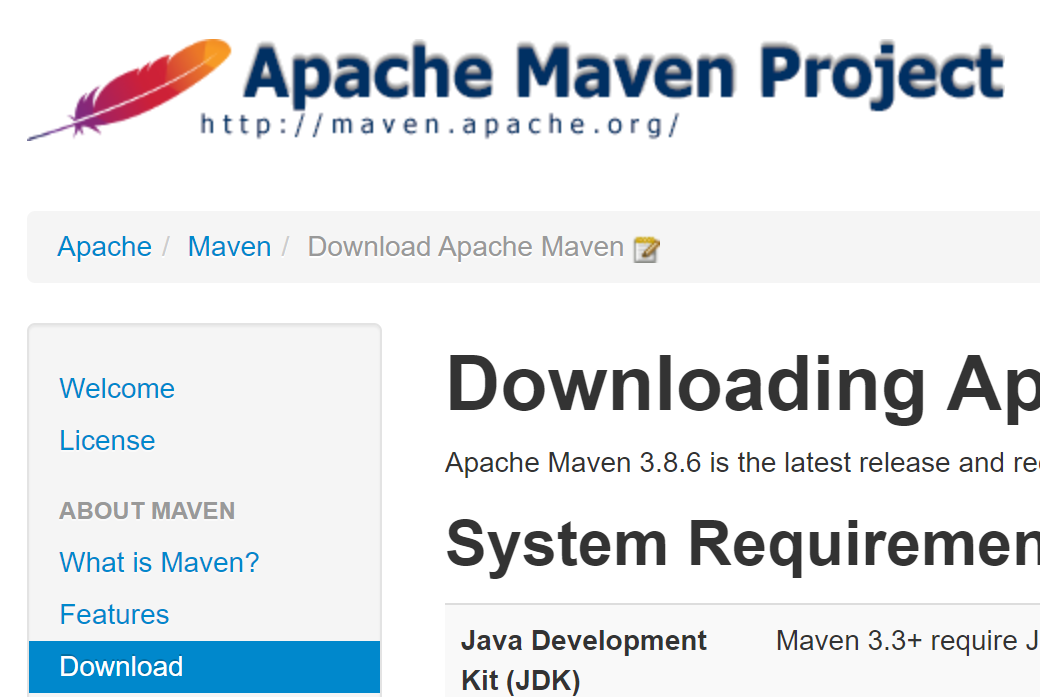 Apache Maven Project
http://maven.apache.org/
Apache / Maven / Download Apache Maven
Welcome
License
ABOUT MAVEN
What is Maven?
Features
Download
Downloading Ap
Apache Maven 3.8.6 is the latest release and re
System Requiremen
Java Development
Kit (JDK)
Maven 3.3+ require J